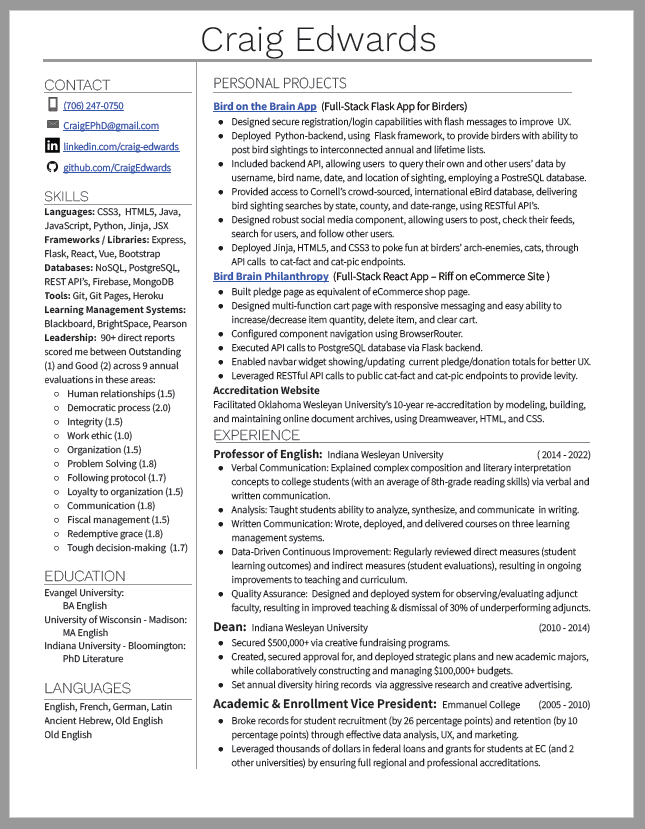 Craig Edwards
CONTACT
(706) 247-0750
CraigEPhD@gmail.com
linkedin.com/craig-edwards
github.com/CraigEdwards
SKILLS
Languages: CSS3, HTML5, Java,
JavaScript, Python, Jinja, JSX
Frameworks / Libraries: Express,
Flask, React, Vue, Bootstrap
Databases: NoSQL, PostgreSQL,
REST API's, Firebase, MongoDB
Tools: Git, Git Pages, Heroku
Learning Management Systems:
Blackboard, BrightSpace, Pearson
Leadership: 90+ direct reports
scored me between Outstanding
(1) and Good (2) across 9 annual
evaluations in these areas:
○ Human relationships (1.5)
○ Democratic process (2.0)
○ Integrity (1.5)
○ Work ethic (1.0)
○ Organization (1.5)
○ Problem Solving (1.8)
○ Following protocol (1.7)
○ Loyalty to organization (1.5)
○ Communication (1.8)
○ Fiscal management (1.5)
○ Redemptive grace (1.8)
○ Tough decision-making (1.7)
EDUCATION
Evangel University:
BA English
University of Wisconsin - Madison:
MA English
Indiana University - Bloomington:
PhD Literature
LANGUAGES
English, French, German, Latin
Ancient Hebrew, Old English
Old English
PERSONAL PROJECTS
Bird on the Brain App (Full-Stack Flask App for Birders)
● Designed secure registration/login capabilities with flash messages to improve UX.
● Deployed Python-backend, using Flask framework, to provide birders with ability to
post bird sightings to interconnected annual and lifetime lists.
● Included backend API, allowing users to query their own and other users' data by
username, bird name, date, and location of sighting, employing a PostreSQL database.
● Provided access to Cornell's crowd-sourced, international eBird database, delivering
bird sighting searches by state, county, and date-range, using RESTful API's.
● Designed robust social media component, allowing users to post, check their feeds,
search for users, and follow other users.
● Deployed Jinja, HTML5, and CSS3 to poke fun at birders' arch-enemies, cats, through
API calls to cat-fact and cat-pic endpoints.
Bird Brain Philanthropy (Full-Stack React App – Riff on eCommerce Site )
● Built pledge page as equivalent of eCommerce shop page.
● Designed multi-function cart page with responsive messaging and easy ability to
increase/decrease item quantity, delete item, and clear cart.
● Configured component navigation using BrowserRouter.
● Executed API calls to PostgreSQL database via Flask backend.
● Enabled navbar widget showing/updating current pledge/donation totals for better UX.
● Leveraged RESTful API calls to public cat-fact and cat-pic endpoints to provide levity.
Accreditation Website
Facilitated Oklahoma Wesleyan University's 10-year re-accreditation by modeling, building,
and maintaining online document archives, using Dreamweaver, HTML, and CSS.
EXPERIENCE
Professor of English: Indiana Wesleyan University ( 2014 - 2022)
● Verbal Communication: Explained complex composition and literary interpretation
concepts to college students (with an average of 8th-grade reading skills) via verbal and
written communication.
● Analysis: Taught students ability to analyze, synthesize, and communicate in writing.
● Written Communication: Wrote, deployed, and delivered courses on three learning
management systems.
● Data-Driven Continuous Improvement: Regularly reviewed direct measures (student
learning outcomes) and indirect measures (student evaluations), resulting in ongoing
improvements to teaching and curriculum.
● Quality Assurance: Designed and deployed system for observing/evaluating adjunct
faculty, resulting in improved teaching & dismissal of 30% of underperforming adjuncts.
Dean: Indiana Wesleyan University (2010 - 2014)
● Secured $500,000+ via creative fundraising programs.
● Created, secured approval for, and deployed strategic plans and new academic majors,
while collaboratively constructing and managing $100,000+ budgets.
● Set annual diversity hiring records via aggressive research and creative advertising.
Academic & Enrollment Vice President: Emmanuel College (2005 - 2010)
● Broke records for student recruitment (by 26 percentage points) and retention (by 10
percentage points) through effective data analysis, UX, and marketing.
● Leveraged thousands of dollars in federal loans and grants for students at EC (and 2
other universities) by ensuring full regional and professional accreditations.